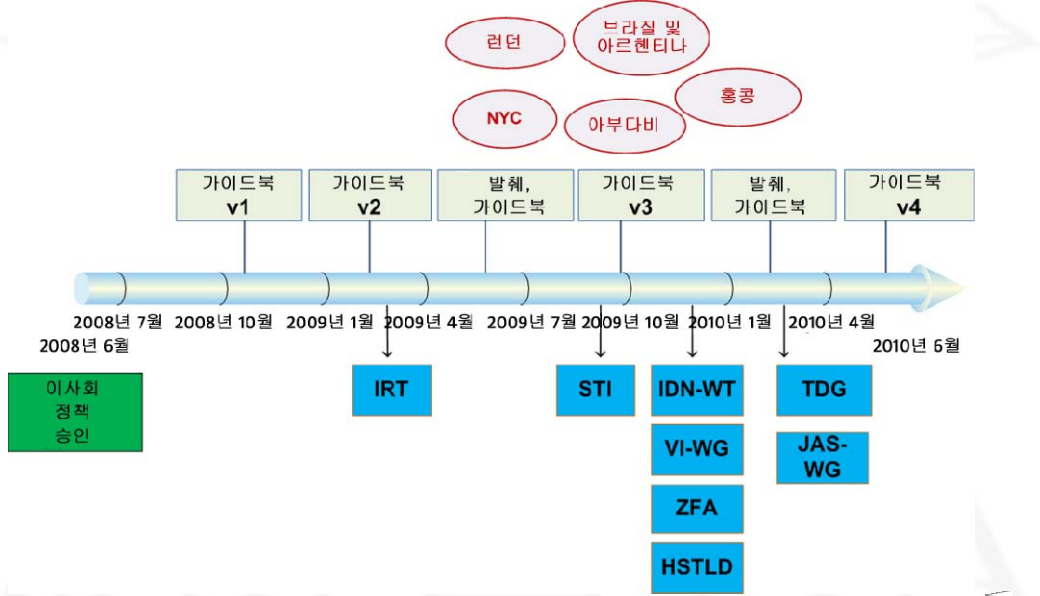 런던
브라질 및
아르헨티나
홍콩
NYC
아부다비
가이드북
v1
가이드북
v2
발췌,
가이드북
가이드북
v3
발췌,
가이드북
가이드북
v4
2008년 7월
2008년 10월
2009년 1월
2009년 4월
2009년 7월
2009년 10월
2010년 1월
2010년 4월
2008년 6월
2010년 6월
이사회
정책
승인
IRT
STI
IDN-WT
TDG
VI-WG
JAS-
WG
ZFA
HSTLD